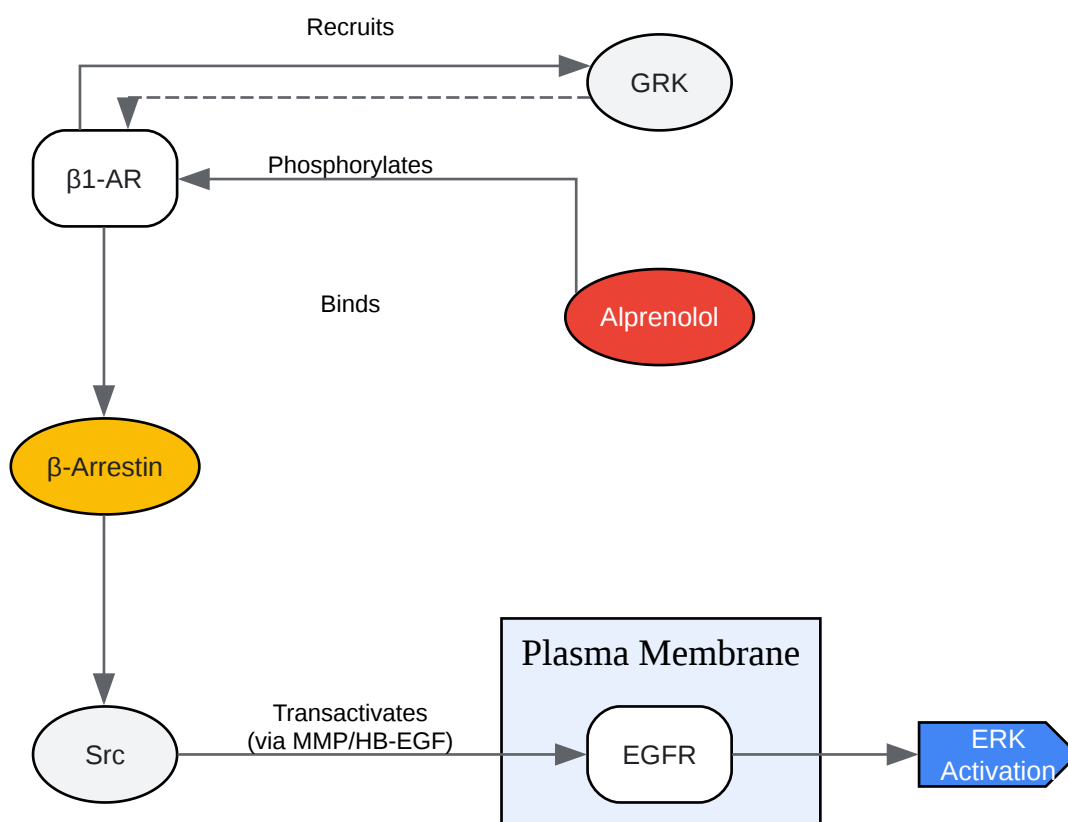 Recruits
GRK
Phosphorylates
β1-AR
Binds
Alprenolol
β-Arrestin
Plasma Membrane
Transactivates
(via MMP/HB-EGF)
Src
EGFR
ERK
Activation